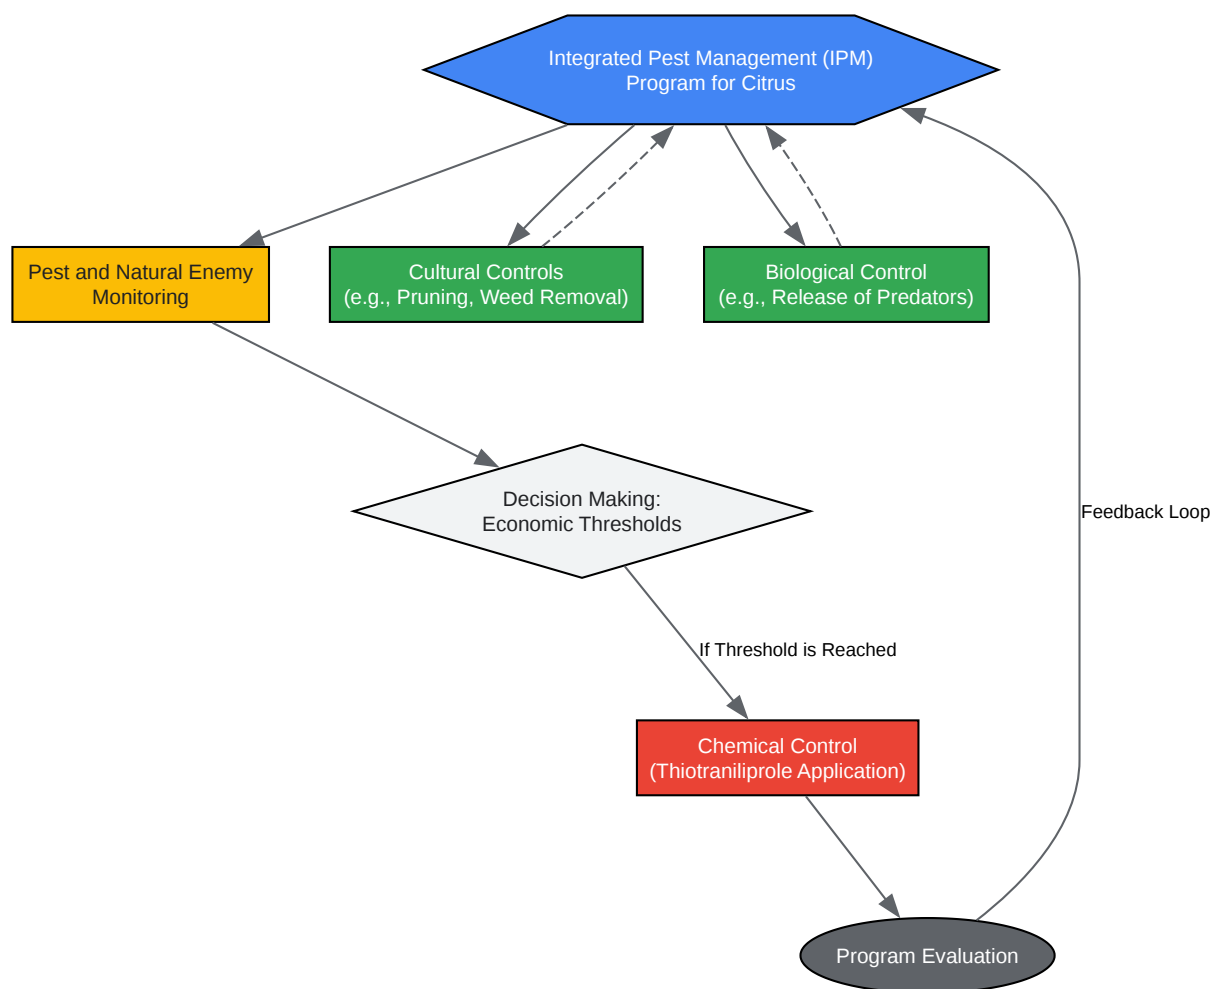 Integrated Pest Management (IPM)
Program for Citrus
Pest and Natural Enemy
Monitoring
Cultural Controls
(e.g., Pruning, Weed Removal)
Biological Control
(e.g., Release of Predators)
Decision Making:
Economic Thresholds
Feedback Loop
If Threshold is Reached
Chemical Control
(Thiotraniliprole Application)
Program Evaluation